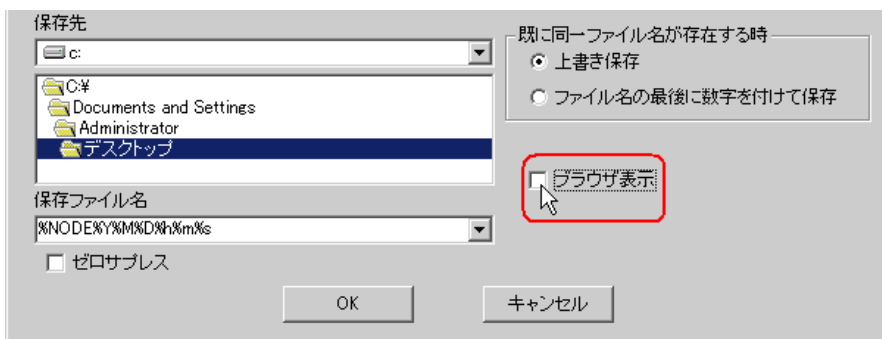 保存先
c:
C:¥
Documents and Settings
Administrator
デスクトップ
保存ファイル名
%NODE%Y%M%D%h%m%s
ゼロサプレス
既に同一ファイル名が存在する時
上書き保存
ファイル名の最後に数字を付けて保存
ブラウザ表示
OK
キャンセル